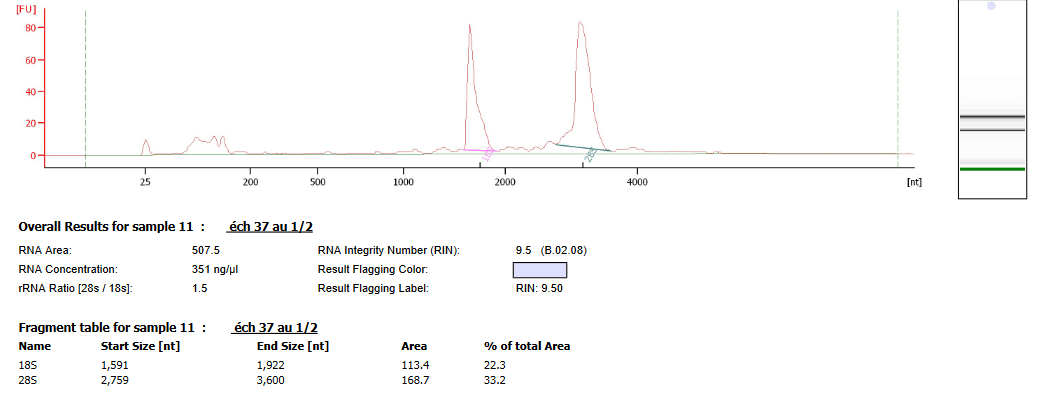 [FU]
80
60
40
20
0
25 200 500 1000 2000 4000 [nt]
18S
28S
Overall Results for sample 11 : éch 37 au 1/2
RNA Area: 507.5 RNA Integrity Number (RIN): 9.5 (B.02.08)
RNA Concentration: 351 ng/µl Result Flagging Color:
rRNA Ratio [28s / 18s]: 1.5 Result Flagging Label: RIN: 9.50
Fragment table for sample 11 : éch 37 au 1/2
Name Start Size [nt] End Size [nt] Area % of total Area
18S 1,591 1,922 113.4 22.3
28S 2,759 3,600 168.7 33.2